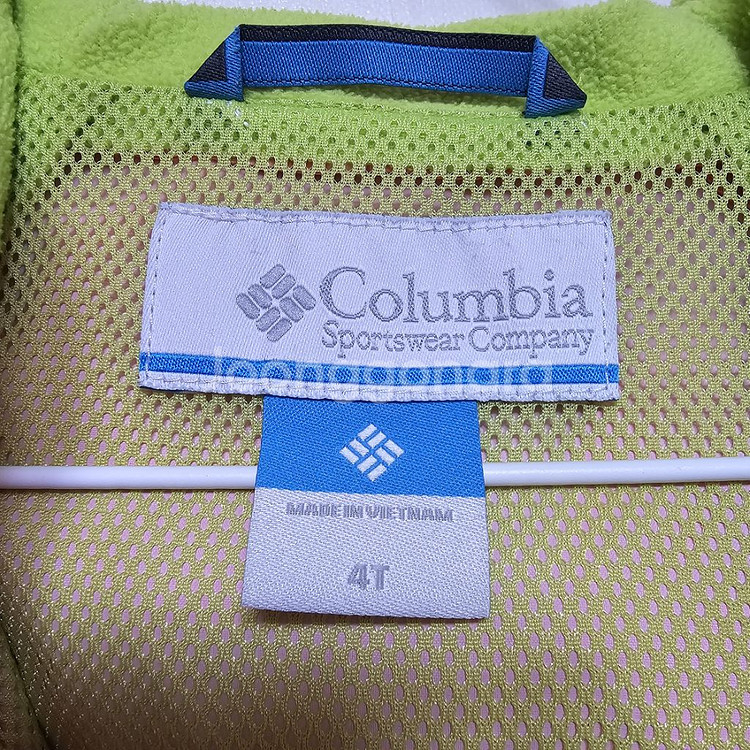 Columbia
Sportswear Company
MADE IN VIETNAM
4T